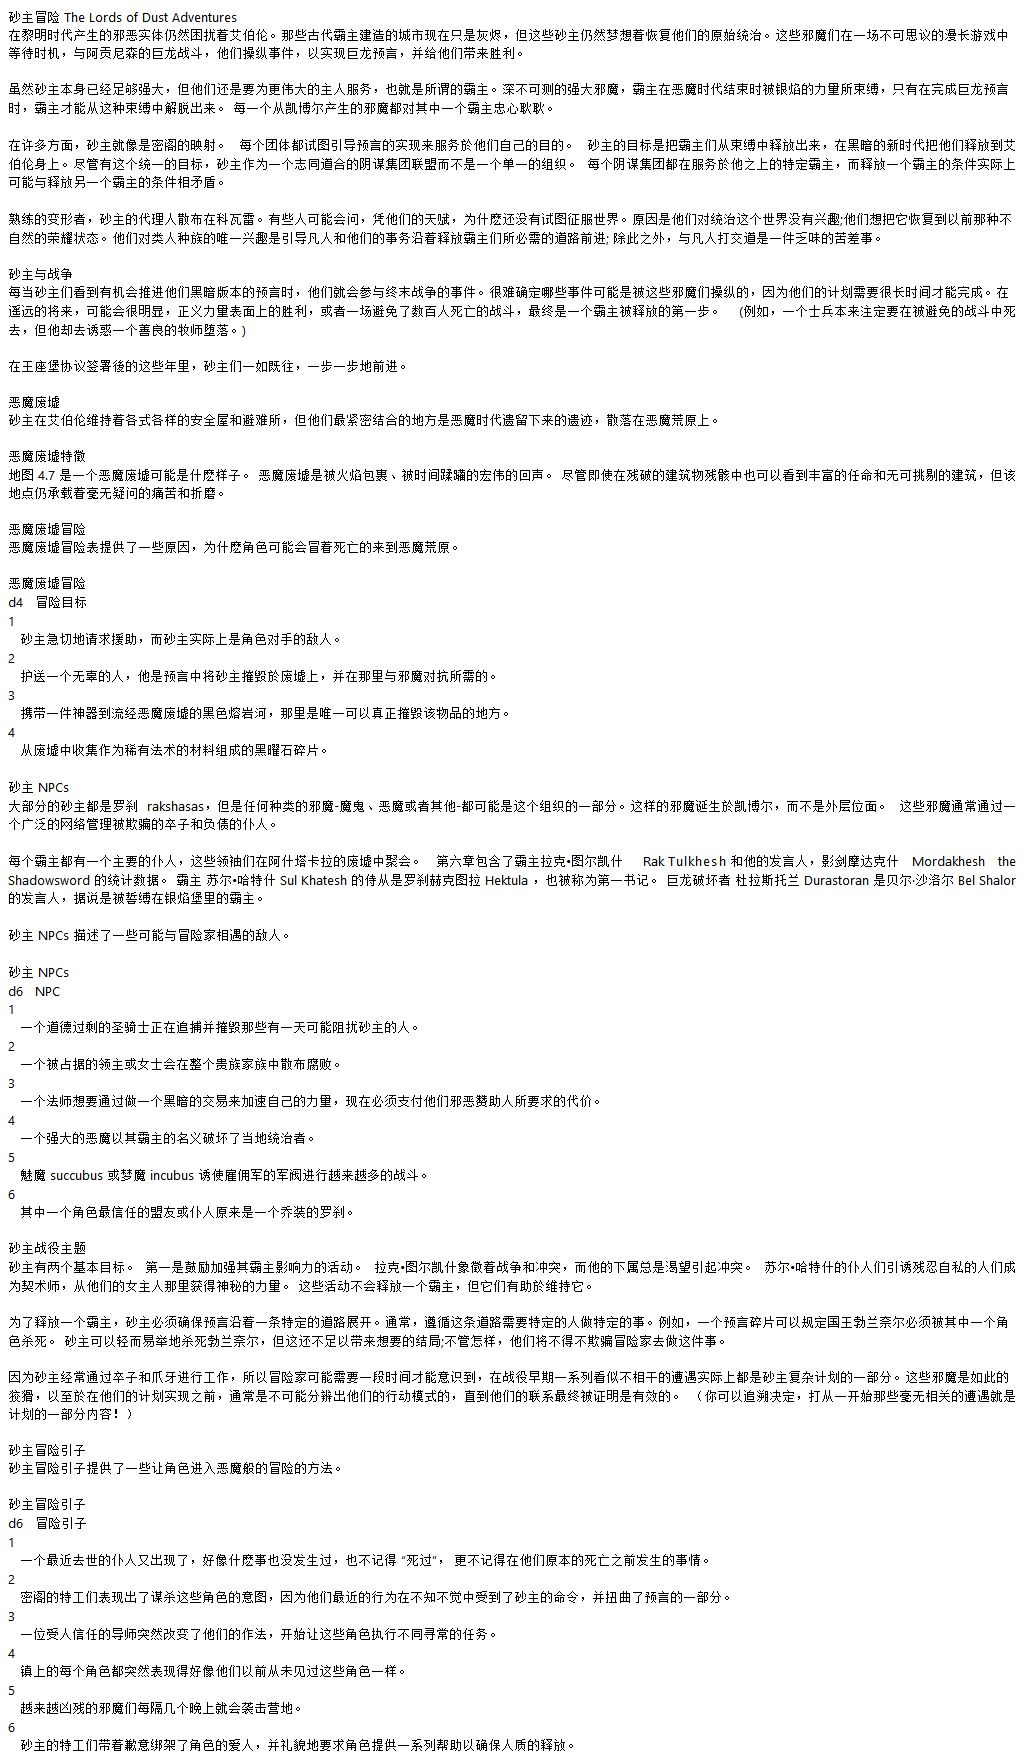 砂主冒险 The Lords of Dust Adventures
在黎明时代产生的邪恶实体仍然困扰着艾伯伦。那些古代霸主建造的城市现在只是灰烬，但这些砂主仍然梦想着恢复他们的原始统治。这些邪魔们在一场不可思议的漫长游戏中
等待时机，与阿贡尼森的巨龙战斗，他们操纵事件，以实现巨龙预言，并给他们带来胜利。
虽然砂主本身已经足够强大，但他们还是要为更伟大的主人服务，也就是所谓的霸主。深不可测的强大邪魔，霸主在恶魔时代结束时被银焰的力量所束缚，只有在完成巨龙预言
时，霸主才能从这种束缚中解脱出来。 每一个从凯博尔产生的邪魔都对其中一个霸主忠心耿耿。
在许多方面，砂主就像是密阁的映射。 每个团体都试图引导预言的实现来服务於他们自己的目的。 砂主的目标是把霸主们从束缚中释放出来，在黑暗的新时代把他们释放到艾
伯伦身上。尽管有这个统一的目标，砂主作为一个志同道合的阴谋集团联盟而不是一个单一的组织。 每个阴谋集团都在服务於他之上的特定霸主，而释放一个霸主的条件实际上
可能与释放另一个霸主的条件相矛盾。
熟练的变形者，砂主的代理人散布在科瓦雷。有些人可能会问，凭他们的天赋，为什麽还没有试图征服世界。原因是他们对统治这个世界没有兴趣;他们想把它恢复到以前那种不
自然的荣耀状态。他们对类人种族的唯一兴趣是引导凡人和他们的事务沿着释放霸主们所必需的道路前进; 除此之外，与凡人打交道是一件乏味的苦差事。
砂主与战争
每当砂主们看到有机会推进他们黑暗版本的预言时，他们就会参与终末战争的事件。很难确定哪些事件可能是被这些邪魔们操纵的，因为他们的计划需要很长时间才能完成。在
遥远的将来，可能会很明显，正义力量表面上的胜利，或者一场避免了数百人死亡的战斗，最终是一个霸主被释放的第一步。 (例如，一个士兵本来注定要在被避免的战斗中死
去，但他却去诱惑一个善良的牧师堕落。)
在王座堡协议签署後的这些年里，砂主们一如既往，一步一步地前进。
恶魔废墟
砂主在艾伯伦维持着各式各样的安全屋和避难所，但他们最紧密结合的地方是恶魔时代遗留下来的遗迹，散落在恶魔荒原上。
恶魔废墟特徵
地图 4.7 是一个恶魔废墟可能是什麽样子。 恶魔废墟是被火焰包裹、被时间蹂躏的宏伟的回声。 尽管即使在残破的建筑物残骸中也可以看到丰富的任命和无可挑剔的建筑，但该
地点仍承载着毫无疑问的痛苦和折磨。
恶魔废墟冒险
恶魔废墟冒险表提供了一些原因，为什麽角色可能会冒着死亡的来到恶魔荒原。
恶魔废墟冒险
d4 冒险目标
1
砂主急切地请求援助，而砂主实际上是角色对手的敌人。
2
护送一个无辜的人，他是预言中将砂主摧毁於废墟上，并在那里与邪魔对抗所需的。
3
携带一件神器到流经恶魔废墟的黑色熔岩河，那里是唯一可以真正摧毁该物品的地方。
4
从废墟中收集作为稀有法术的材料组成的黑曜石碎片。
砂主 NPCs
大部分的砂主都是罗刹 rakshasas，但是任何种类的邪魔-魔鬼、恶魔或者其他-都可能是这个组织的一部分。这样的邪魔诞生於凯博尔，而不是外层位面。 这些邪魔通常通过一
个广泛的网络管理被欺骗的卒子和负债的仆人。
每个霸主都有一个主要的仆人，这些领袖们在阿什塔卡拉的废墟中聚会。 第六章包含了霸主拉克•图尔凯什 Rak Tulkhesh 和他的发言人，影剑摩达克什 Mordakhesh the
Shadowsword 的统计数据。 霸主 苏尔•哈特什 Sul Khatesh 的侍从是罗刹赫克图拉 Hektula ，也被称为第一书记。 巨龙破坏者 杜拉斯托兰 Durastoran 是贝尔·沙洛尔 Bel Shalor
的发言人，据说是被誓缚在银焰堡里的霸主。
砂主 NPCs 描述了一些可能与冒险家相遇的敌人。
砂主 NPCs
d6 NPC
1
一个道德过剩的圣骑士正在追捕并摧毁那些有一天可能阻扰砂主的人。
2
一个被占据的领主或女士会在整个贵族家族中散布腐败。
3
一个法师想要通过做一个黑暗的交易来加速自己的力量，现在必须支付他们邪恶赞助人所要求的代价。
4
一个强大的恶魔以其霸主的名义破坏了当地统治者。
5
魅魔 succubus 或梦魔 incubus 诱使雇佣军的军阀进行越来越多的战斗。
6
其中一个角色最信任的盟友或仆人原来是一个乔装的罗刹。
砂主战役主题
砂主有两个基本目标。 第一是鼓励加强其霸主影响力的活动。 拉克•图尔凯什象徵着战争和冲突，而他的下属总是渴望引起冲突。 苏尔•哈特什的仆人们引诱残忍自私的人们成
为契术师，从他们的女主人那里获得神秘的力量。 这些活动不会释放一个霸主，但它们有助於维持它。
为了释放一个霸主，砂主必须确保预言沿着一条特定的道路展开。通常，遵循这条道路需要特定的人做特定的事。例如，一个预言碎片可以规定国王勃兰奈尔必须被其中一个角
色杀死。 砂主可以轻而易举地杀死勃兰奈尔，但这还不足以带来想要的结局;不管怎样，他们将不得不欺骗冒险家去做这件事。
因为砂主经常通过卒子和爪牙进行工作，所以冒险家可能需要一段时间才能意识到，在战役早期一系列看似不相干的遭遇实际上都是砂主复杂计划的一部分。这些邪魔是如此的
狡猾，以至於在他们的计划实现之前，通常是不可能分辨出他们的行动模式的，直到他们的联系最终被证明是有效的。 （你可以追溯决定，打从一开始那些毫无相关的遭遇就是
计划的一部分内容！）
砂主冒险引子
砂主冒险引子提供了一些让角色进入恶魔般的冒险的方法。
砂主冒险引子
d6 冒险引子
1
一个最近去世的仆人又出现了，好像什麽事也没发生过，也不记得 “死过”， 更不记得在他们原本的死亡之前发生的事情。
2
密阁的特工们表现出了谋杀这些角色的意图，因为他们最近的行为在不知不觉中受到了砂主的命令，并扭曲了预言的一部分。
3
一位受人信任的导师突然改变了他们的作法，开始让这些角色执行不同寻常的任务。
4
镇上的每个角色都突然表现得好像他们以前从未见过这些角色一样。
5
越来越凶残的邪魔们每隔几个晚上就会袭击营地。
6
砂主的特工们带着歉意绑架了角色的爱人，并礼貌地要求角色提供一系列帮助以确保人质的释放。